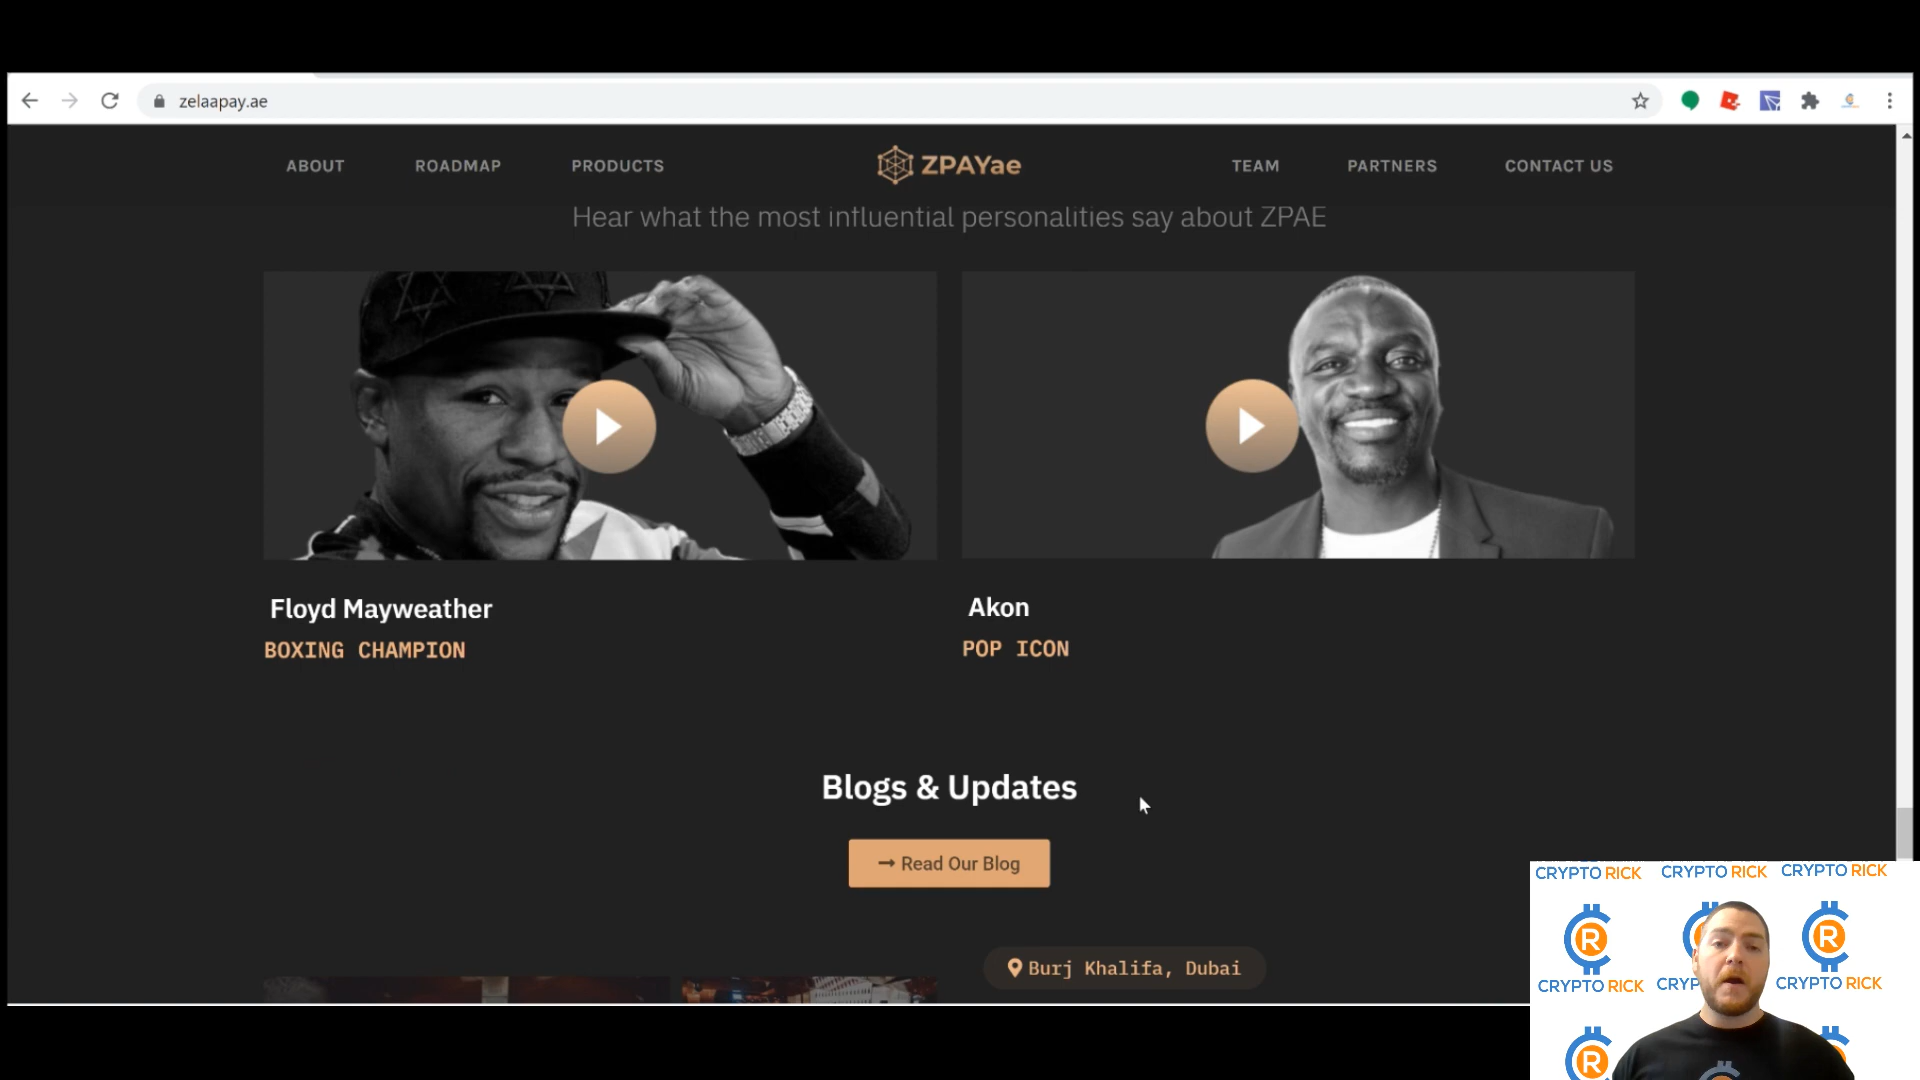 zelaapay.ae
ABOUT ROADMAP PRODUCTS ZPAYae TEAM PARTNERS CONTACT US
Hear what the most influential personalities say about ZPAE
Floyd Mayweather
BOXING CHAMPION
Akon
POP ICON
Blogs & Updates
Read Our Blog
Burj Khalifa, Dubai
CRYPTO RICK CRYPTO RICK CRYPTO RICK
R R
CRYPTO RICK CRYP CRYPTO RICK
R